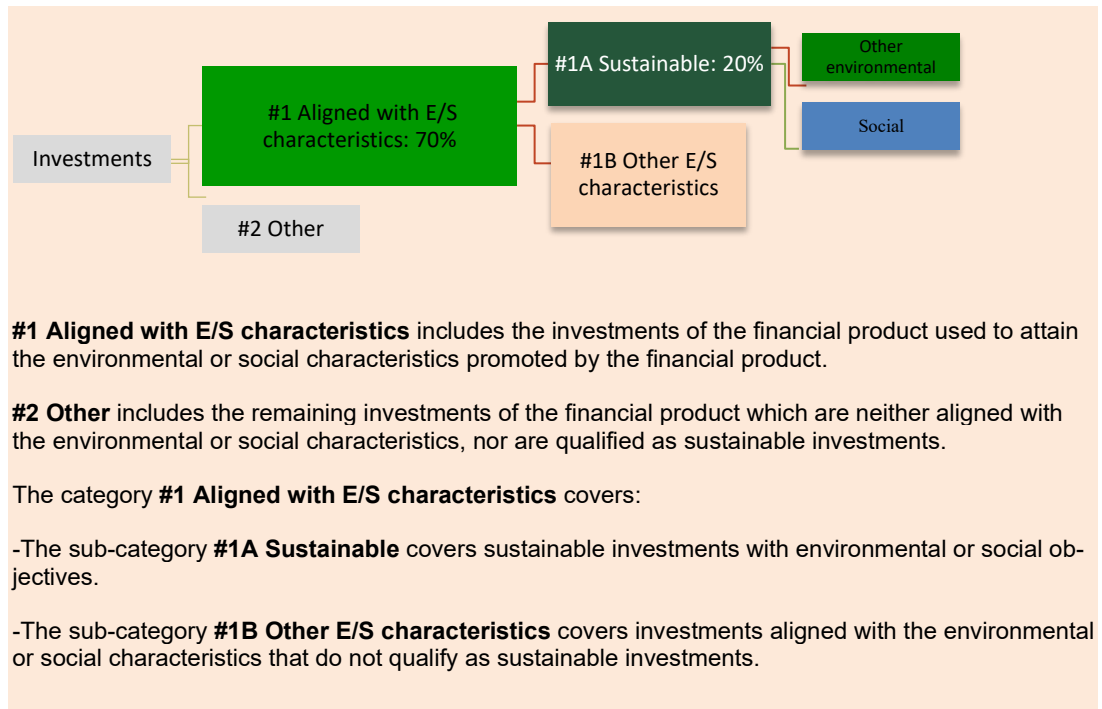 #1A Sustainable: 20%
Other
environmental
#1 Aligned with E/S
characteristics: 70%
Social
Investments
#1B Other E/S
characteristics
#2 Other
#1 Aligned with E/S characteristics includes the investments of the financial product used to attain
the environmental or social characteristics promoted by the financial product.
#2 Other includes the remaining investments of the financial product which are neither aligned with
the environmental or social characteristics, nor are qualified as sustainable investments.
The category #1 Aligned with E/S characteristics covers:
-The sub-category #1A Sustainable covers sustainable investments with environmental or social ob-
jectives.
-The sub-category #1B Other E/S characteristics covers investments aligned with the environmental
or social characteristics that do not qualify as sustainable investments.